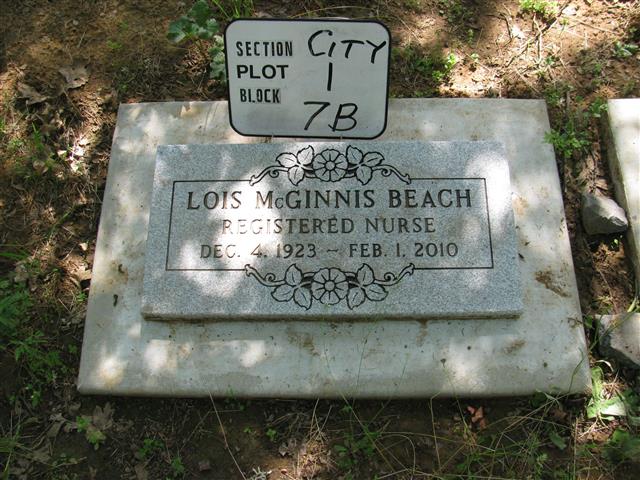 SECTION CITY
PLOT 1
BLOCK 7B
LOIS McGINNIS BEACH
REGISTERED NURSE
DEC. 4, 1923 ~ FEB. 1, 2010